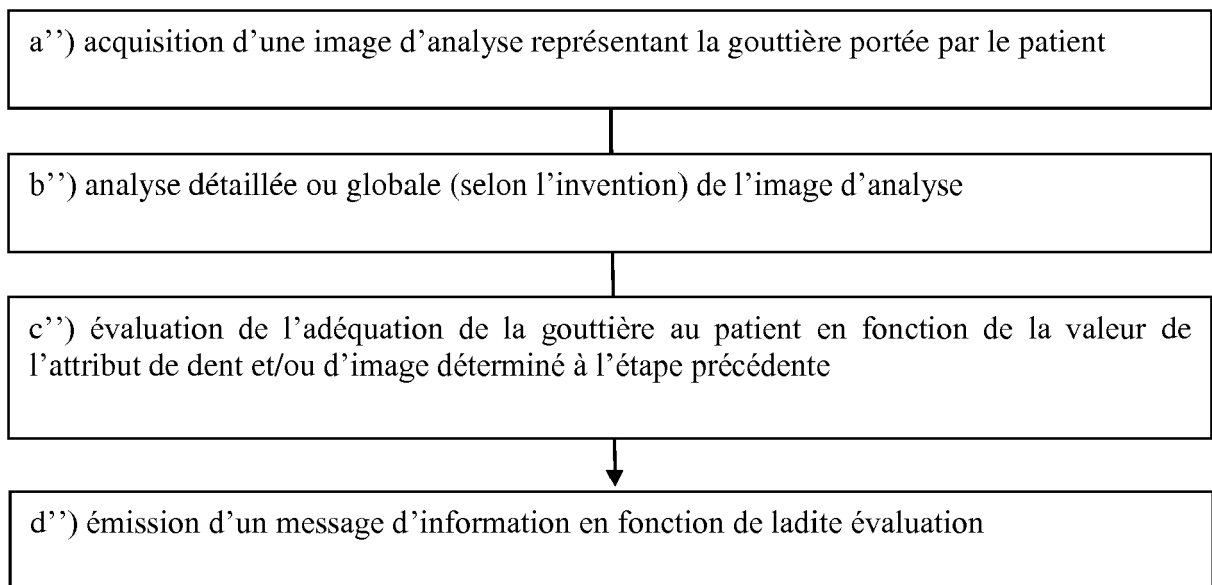 a’’) acquisition d’une image d’analyse représentant la gouttière portée par le patient
b’’) analyse détaillée ou globale (selon l’invention) de l’image d’analyse
c’’) évaluation de l’adéquation de la gouttière au patient en fonction de la valeur de
l’attribut de dent et/ou d’image déterminé à l’étape précédente
d’’) émission d’un message d’information en fonction de ladite évaluation